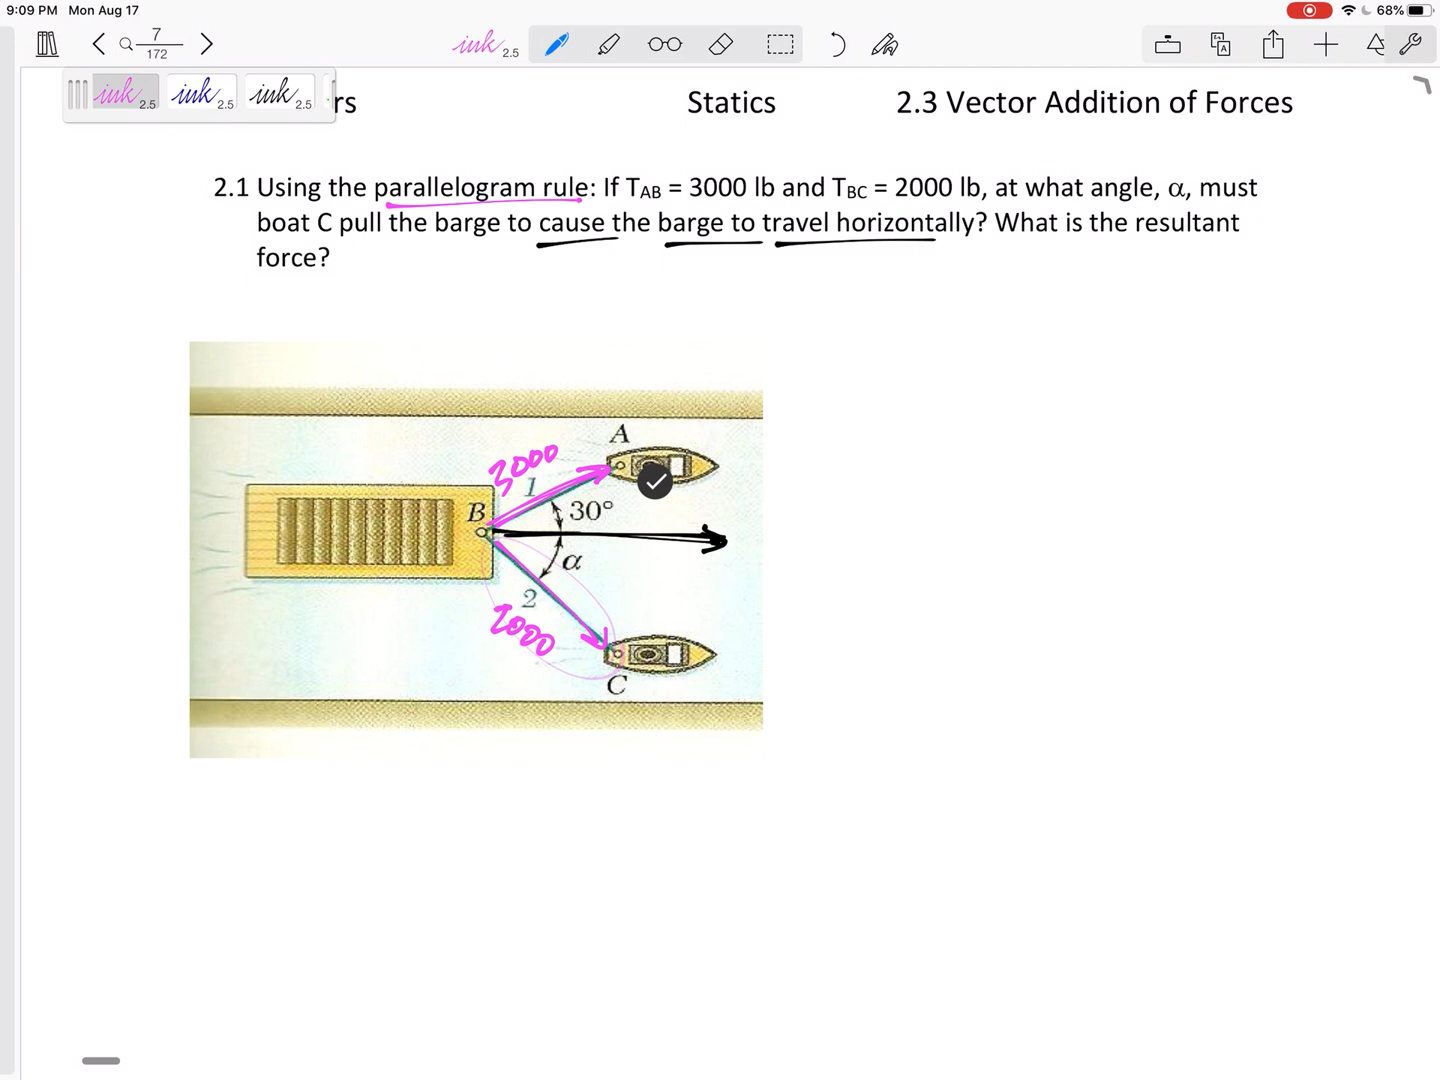 9:09 PM Mon Aug 17
68%
7
172
ink 2.5
ink 2.5
ink 2.5
ink 2.5
rs
Statics
2.3 Vector Addition of Forces
2.1 Using the parallelogram rule: If TAB = 3000 lb and TBC = 2000 lb, at what angle, α, must
boat C pull the barge to cause the barge to travel horizontally? What is the resultant
force?
A
3000
1
B
30°
α
2
2000
C